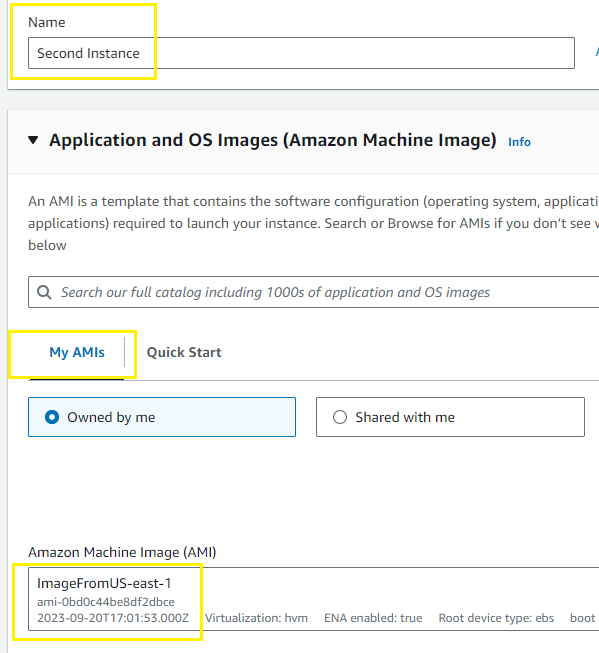 Name
Second Instance
Application and OS Images (Amazon Machine Image) Info
An AMI is a template that contains the software configuration (operating system, applicati
applications) required to launch your instance. Search or Browse for AMIs if you don't see
below
Search our full catalog including 1000s of application and OS images
My AMIs Quick Start
Owned by me Shared with me
Amazon Machine Image (AMI)
ImageFromUS-east-1
ami-0bd0c44be8df2dbce
2023-09-20T17:01:53.000Z Virtualization: hvm ENA enabled: true Root device type: ebs boot